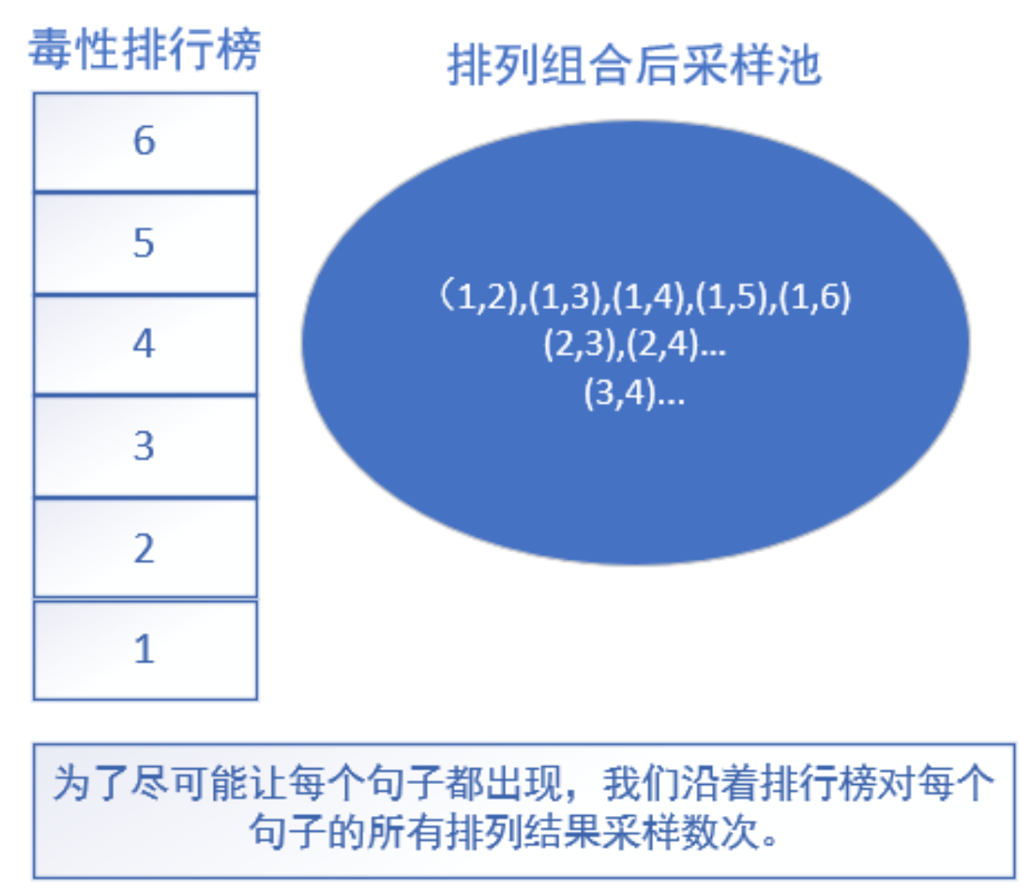 毒性排行榜
6
5
4
3
2
1
排列组合后采样池
（1,2),(1,3),(1,4),(1,5),(1,6)
(2,3),(2,4)...
(3,4)...
为了尽可能让每个句子都出现，我们沿着排行榜对每个
句子的所有排列结果采样数次。